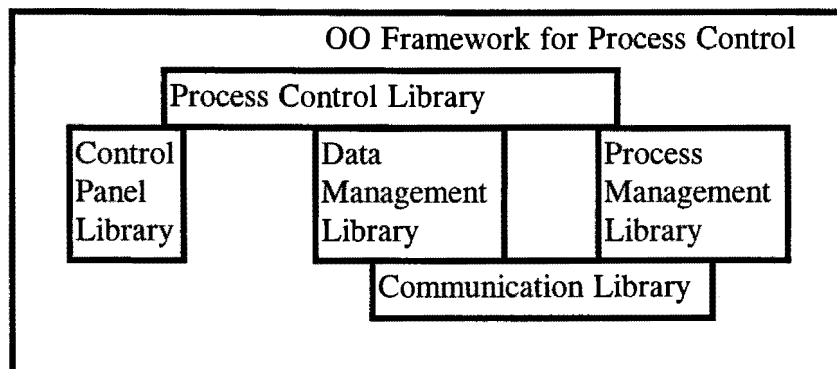 OO Framework for Process Control
Process Control Library
Control
Panel
Library
Data
Management
Library
Process
Management
Library
Communication Library